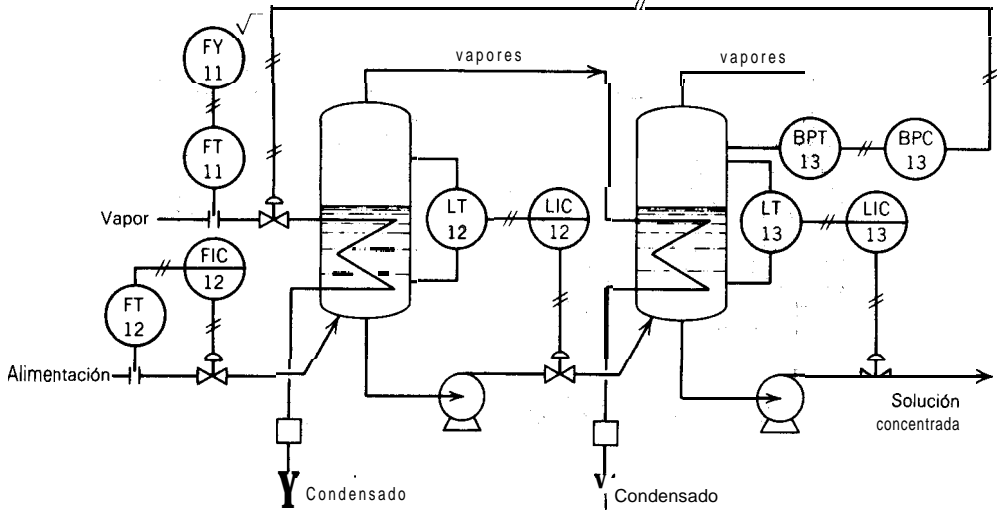 FY
11
√
FT
11
Vapor
FIC
12
FT
12
Alimentación
vapores
LT
12
LIC
12
Condensado
vapores
BPT
13
BPC
13
LT
13
LIC
13
Condensado
Solución
concentrada